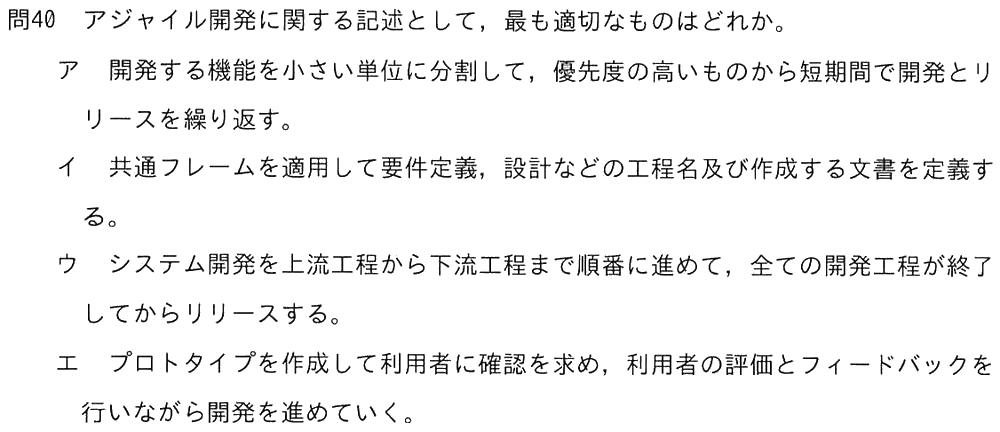 問40 アジャイル開発に関する記述として，最も適切なものはどれか。
ア 開発する機能を小さい単位に分割して，優先度の高いものから短期間で開発とリ
リースを繰り返す。
イ 共通フレームを適用して要件定義，設計などの工程名及び作成する文書を定義す
る。
ウ システム開発を上流工程から下流工程まで順番に進めて，全ての開発工程が終了
してからリリースする。
エ プロトタイプを作成して利用者に確認を求め，利用者の評価とフィードバックを
行いながら開発を進めていく。